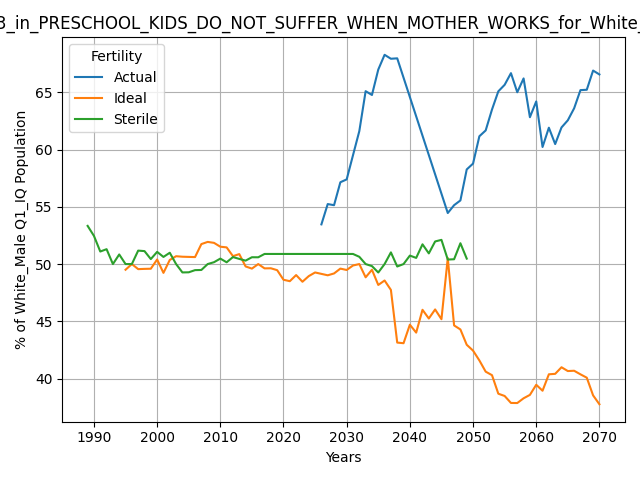 3_in_PRESCHOOL_KIDS_DO_NOT_SUFFER_WHEN_MOTHER_WORKS_for_White_
Fertility
Actual
Ideal
Sterile
65
60
55
50
45
40
% of White_Male Q1_IQ Population
1990 2000 2010 2020 2030 2040 2050 2060 2070
Years